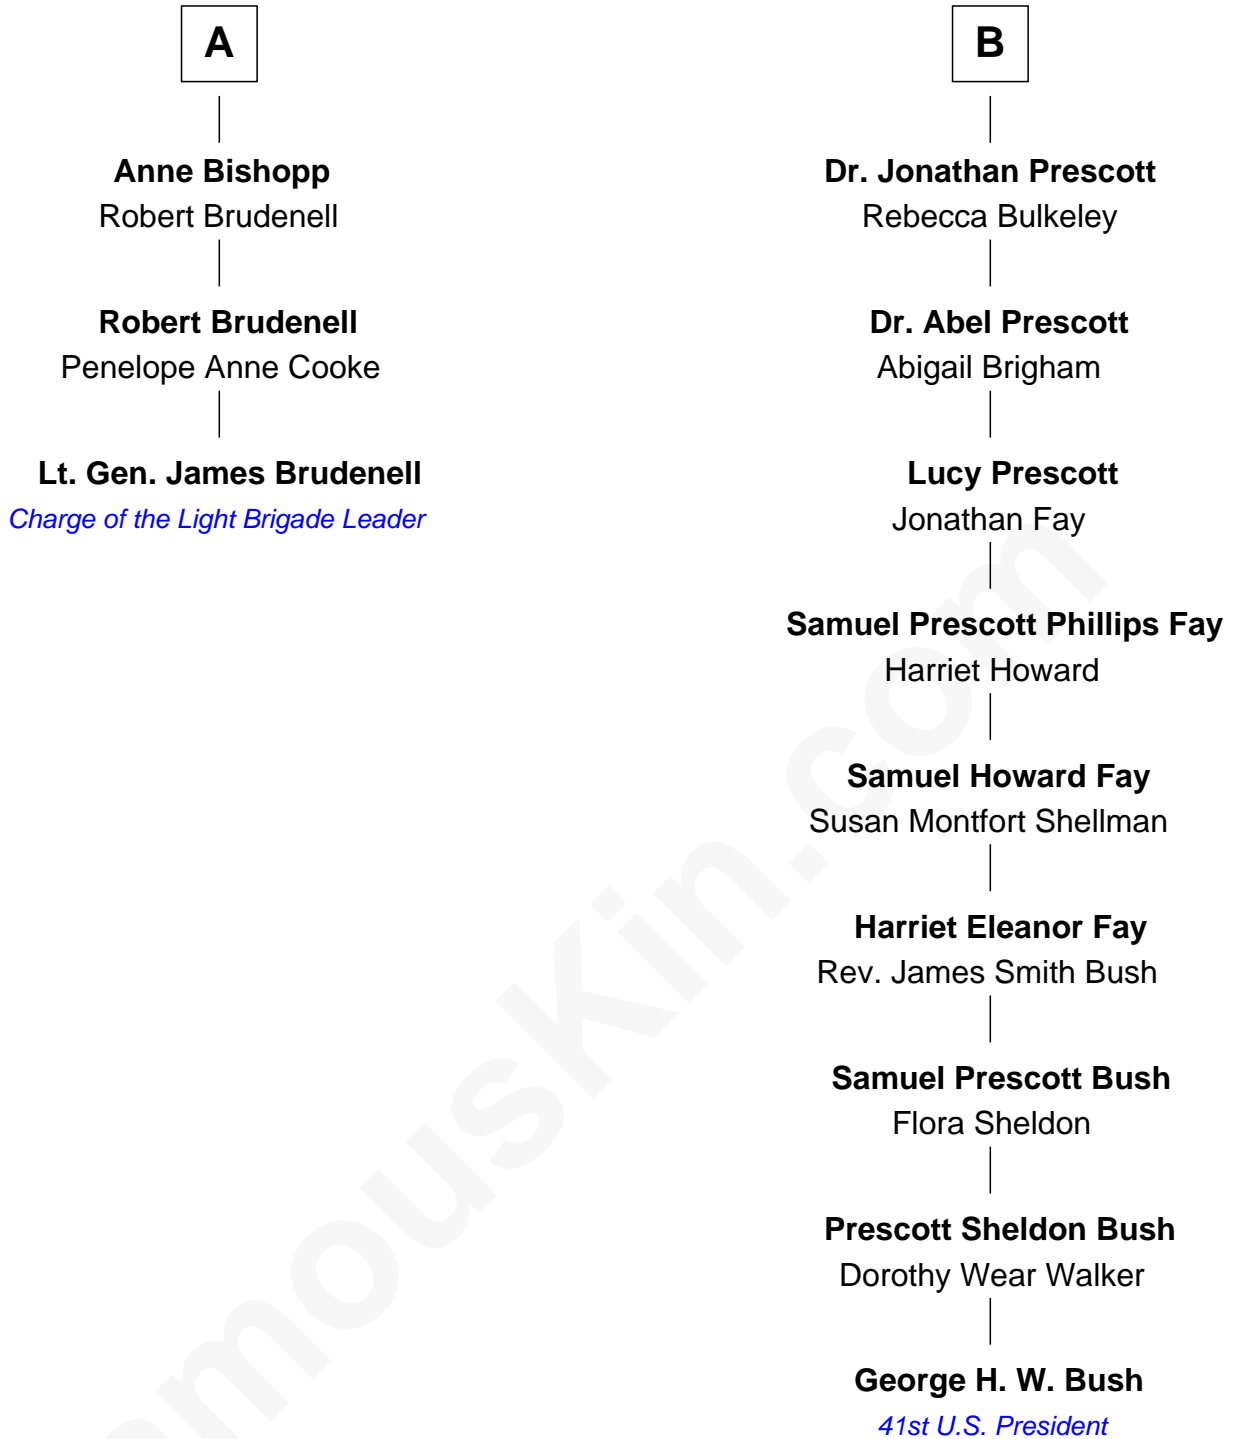 A
Anne Bishopp
Robert Brudenell
Robert Brudenell
Penelope Anne Cooke
Lt. Gen. James Brudenell
Charge of the Light Brigade Leader
B
Dr. Jonathan Prescott
Rebecca Bulkeley
Dr. Abel Prescott
Abigail Brigham
Lucy Prescott
Jonathan Fay
Samuel Prescott Phillips Fay
Harriet Howard
Samuel Howard Fay
Susan Montfort Shellman
Harriet Eleanor Fay
Rev. James Smith Bush
Samuel Prescott Bush
Flora Sheldon
Prescott Sheldon Bush
Dorothy Wear Walker
George H. W. Bush
41st U.S. President
amousKin.com